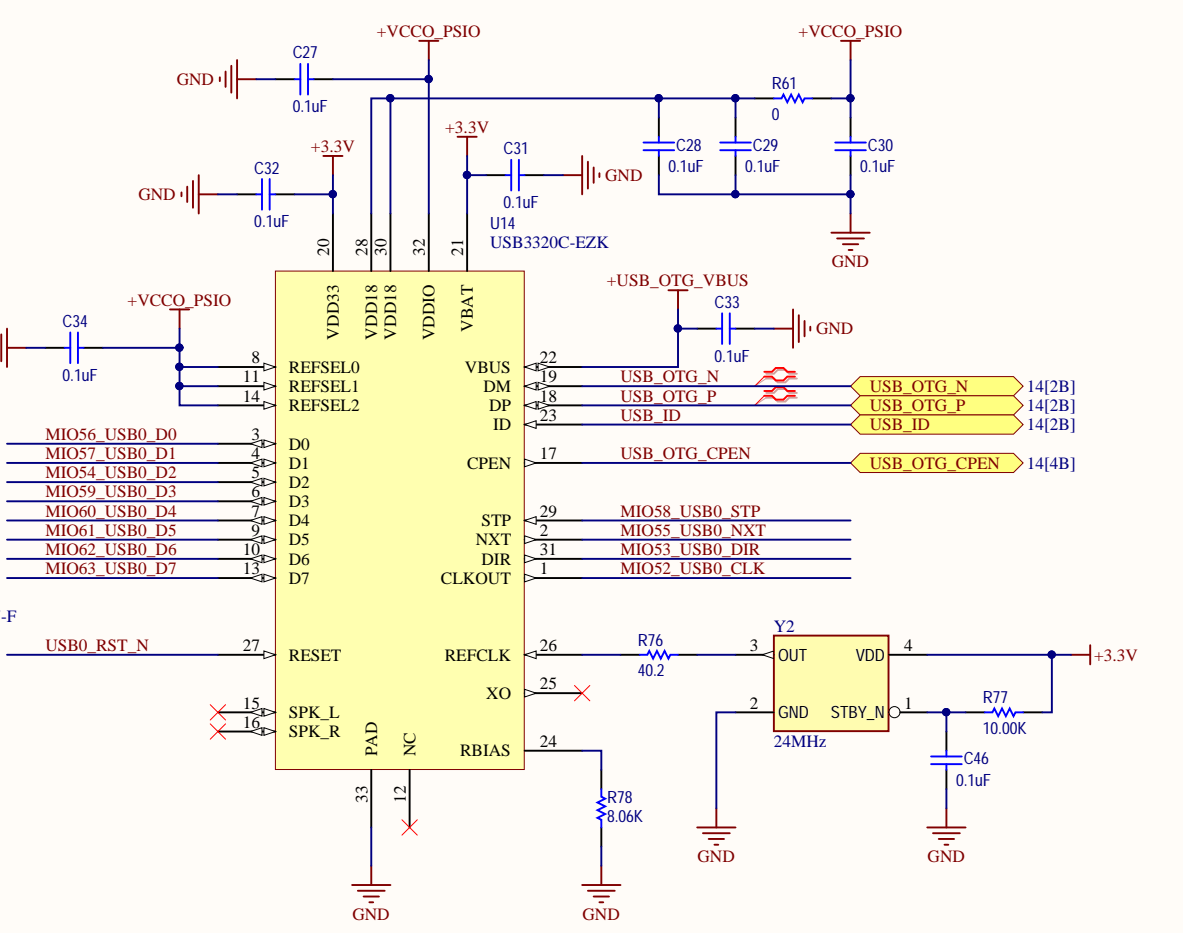 +VCCO_PSIO
+VCCO_PSIO
C27
GND
0.1uF
R61
0
+3.3V
+3.3V
C28
0.1uF
C29
0.1uF
C30
0.1uF
C31
GND
0.1uF
C32
GND
0.1uF
U14
USB3320C-EZK
GND
20
28
30
32
21
VDD33
VDD18
VDD18
VDDIO
VBAT
+VCCO_PSIO
C34
0.1uF
+USB_OTG_VBUS
C33
GND
0.1uF
8 REFSEL0
11 REFSEL1
14 REFSEL2
VBUS 22
DM 19 USB_OTG_N USB_OTG_N 14[2B]
DP 18 USB_OTG_P USB_OTG_P 14[2B]
ID 23 USB_ID USB_ID 14[2B]
CPEN 17 USB_OTG_CPEN USB_OTG_CPEN 14[4B]
MIO56_USB0_D0 3 D0
MIO57_USB0_D1 4 D1
MIO54_USB0_D2 5 D2
MIO59_USB0_D3 6 D3
MIO60_USB0_D4 7 D4
MIO61_USB0_D5 9 D5
MIO62_USB0_D6 10 D6
MIO63_USB0_D7 13 D7
STP 29 MIO58_USB0_STP
NXT 2 MIO55_USB0_NXT
DIR 31 MIO53_USB0_DIR
CLKOUT 1 MIO52_USB0_CLK
-F
USB0_RST_N 27 RESET
REFCLK 26
R76
40.2
XO 25
15 SPK_L
16 SPK_R
RBIAS 24
PAD
NC
33
12
R78
8.06K
GND
GND
Y2
3 OUT VDD 4
+3.3V
2 GND STBY_N 1
24MHz
R77
10.00K
C46
0.1uF
GND
GND